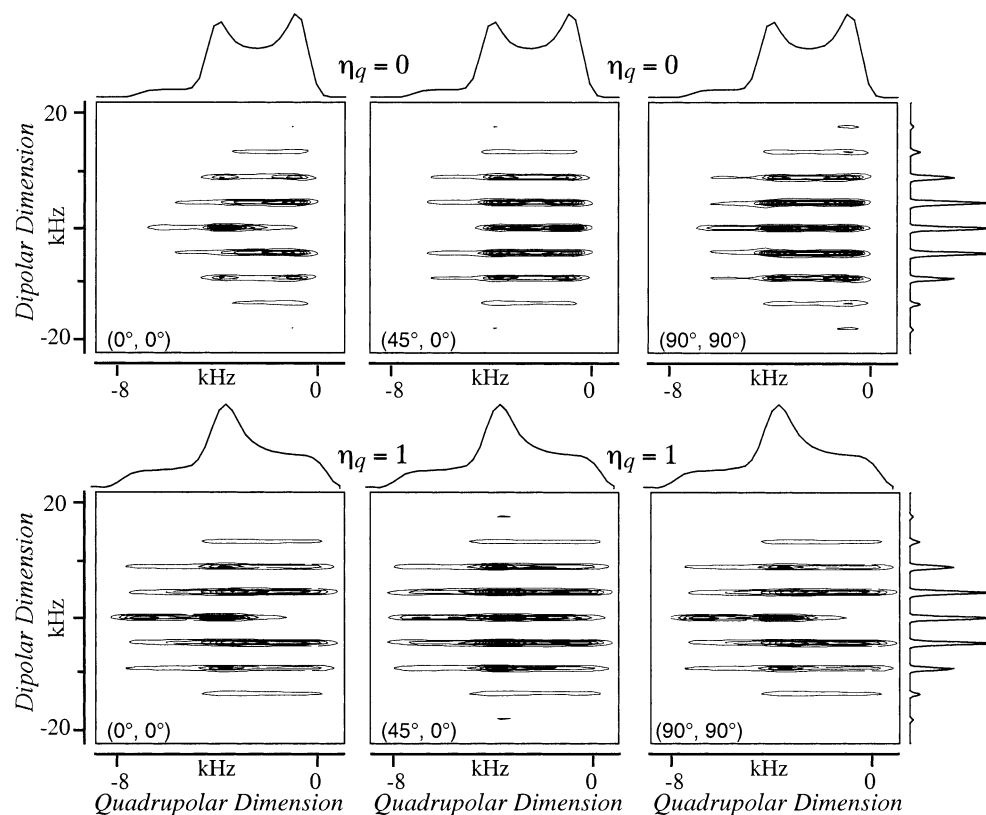 η_q = 0
η_q = 0
20
Dipolar Dimension
kHz
-20
(0°, 0°)
(45°, 0°)
(90°, 90°)
-8
kHz
0
-8
kHz
0
-8
kHz
0
η_q = 1
η_q = 1
20
Dipolar Dimension
kHz
-20
(0°, 0°)
(45°, 0°)
(90°, 90°)
-8
kHz
0
-8
kHz
0
-8
kHz
0
Quadrupolar Dimension
Quadrupolar Dimension
Quadrupolar Dimension